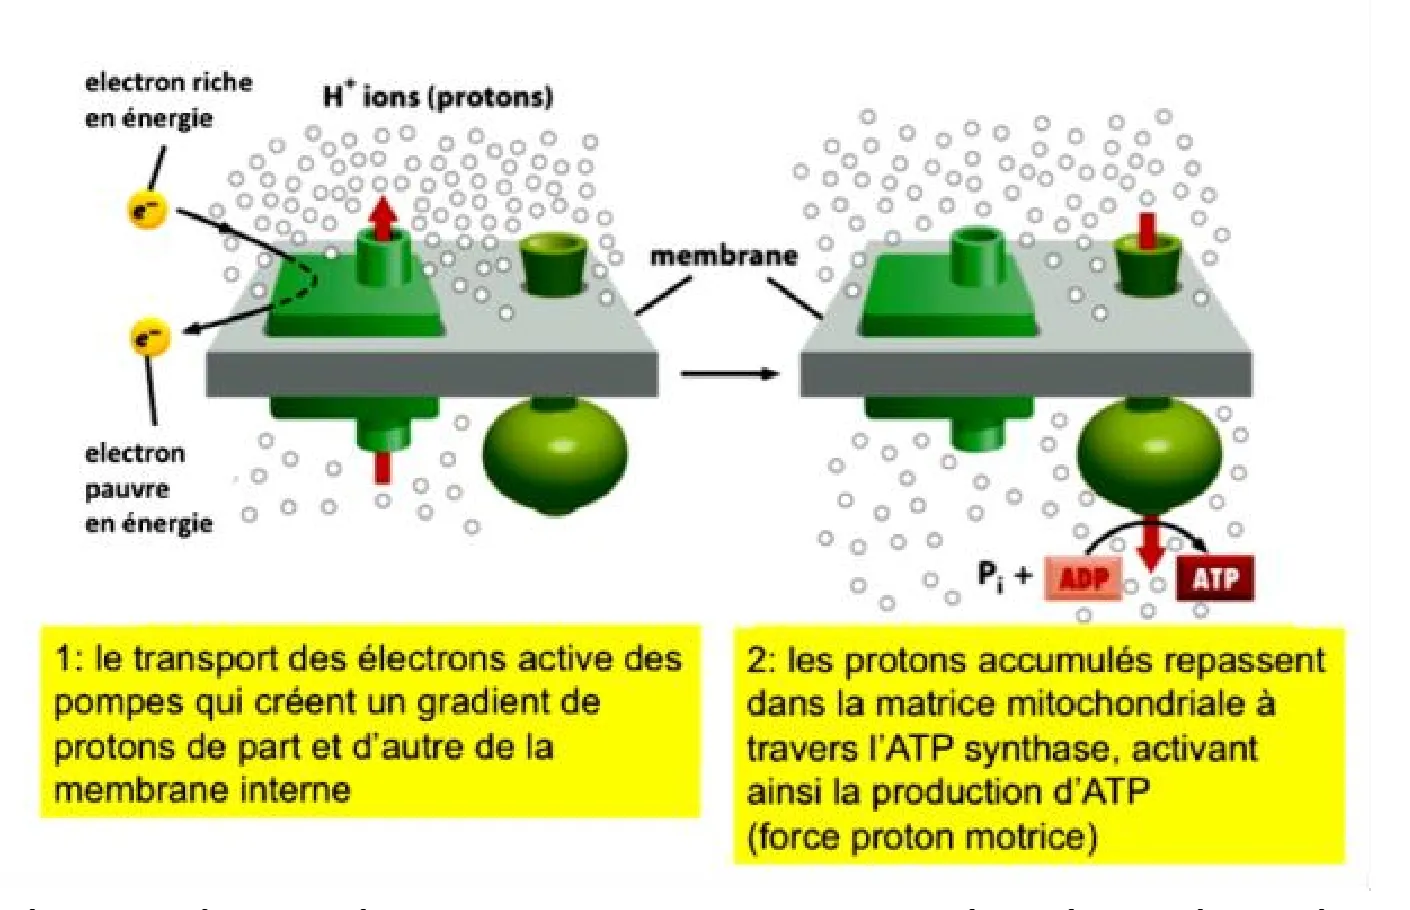 electron riche
en énergie
H⁺ ions (protons)
e⁻
membrane
e⁻
electron
pauvre
en énergie
Pi + ADP ATP
1: le transport des électrons active des
pompes qui créent un gradient de
protons de part et d'autre de la
membrane interne
2: les protons accumulés repassent
dans la matrice mitochondriale à
travers l'ATP synthase, activant
ainsi la production d'ATP
(force proton motrice)